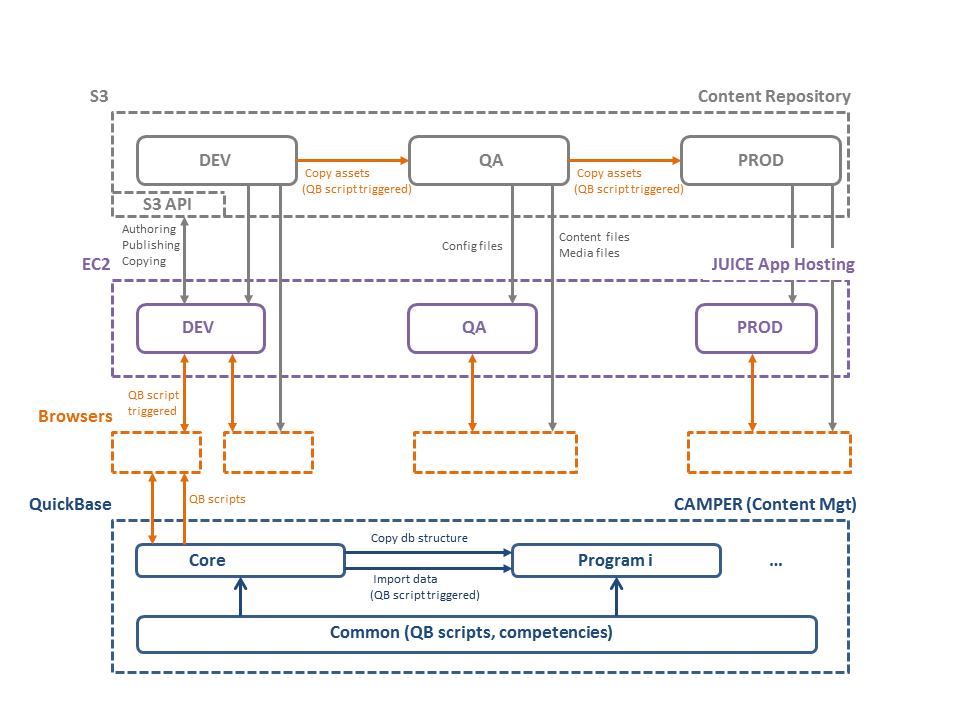 S3
Content Repository
DEV
QA
PROD
Copy assets
(QB script triggered)
Copy assets
(QB script triggered)
S3 API
Authoring
Publishing
Copying
Config files
Content files
Media files
EC2
JUICE App Hosting
DEV
QA
PROD
QB script
triggered
Browsers
QB scripts
QuickBase
CAMPER (Content Mgt)
Copy db structure
Core
Program i
...
Import data
(QB script triggered)
Common (QB scripts, competencies)